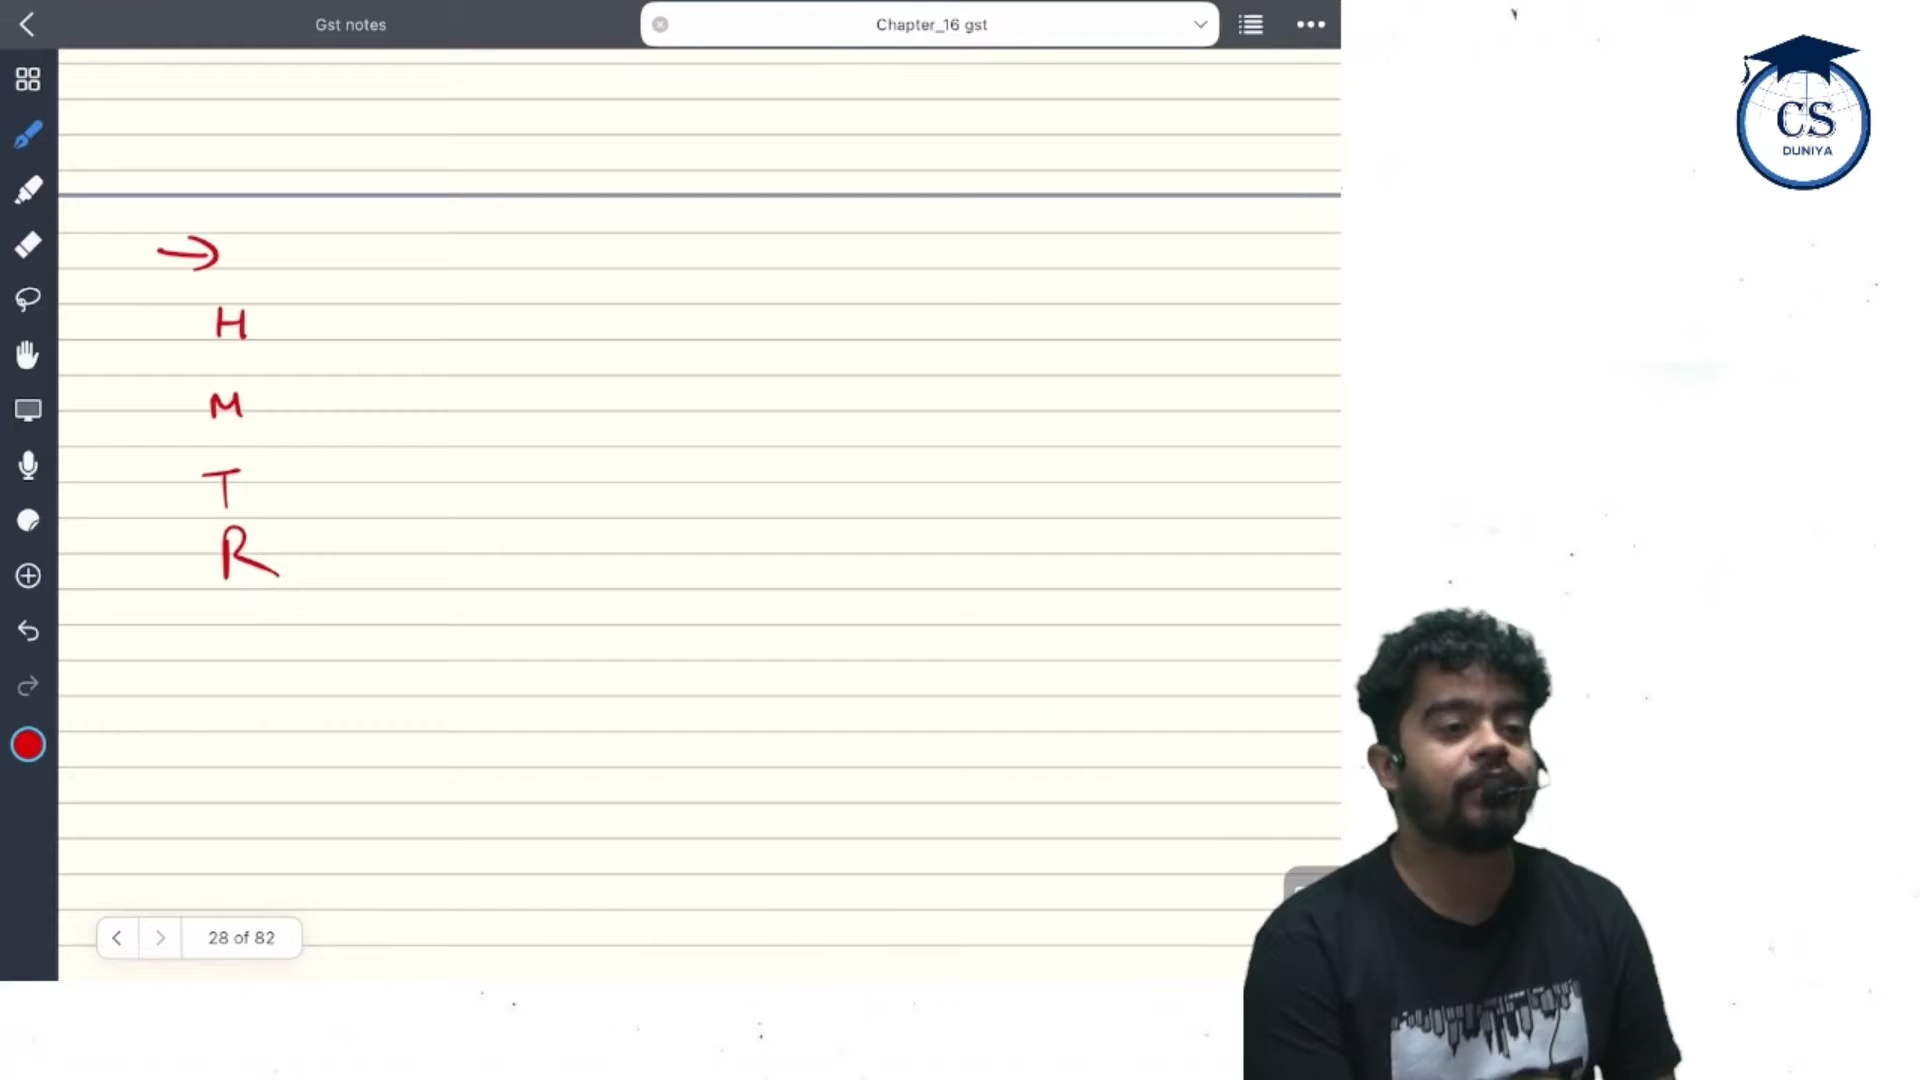 Gst notes
Chapter_16 gst
CS
DUNIYA
→
H
M
T
R
28 of 82